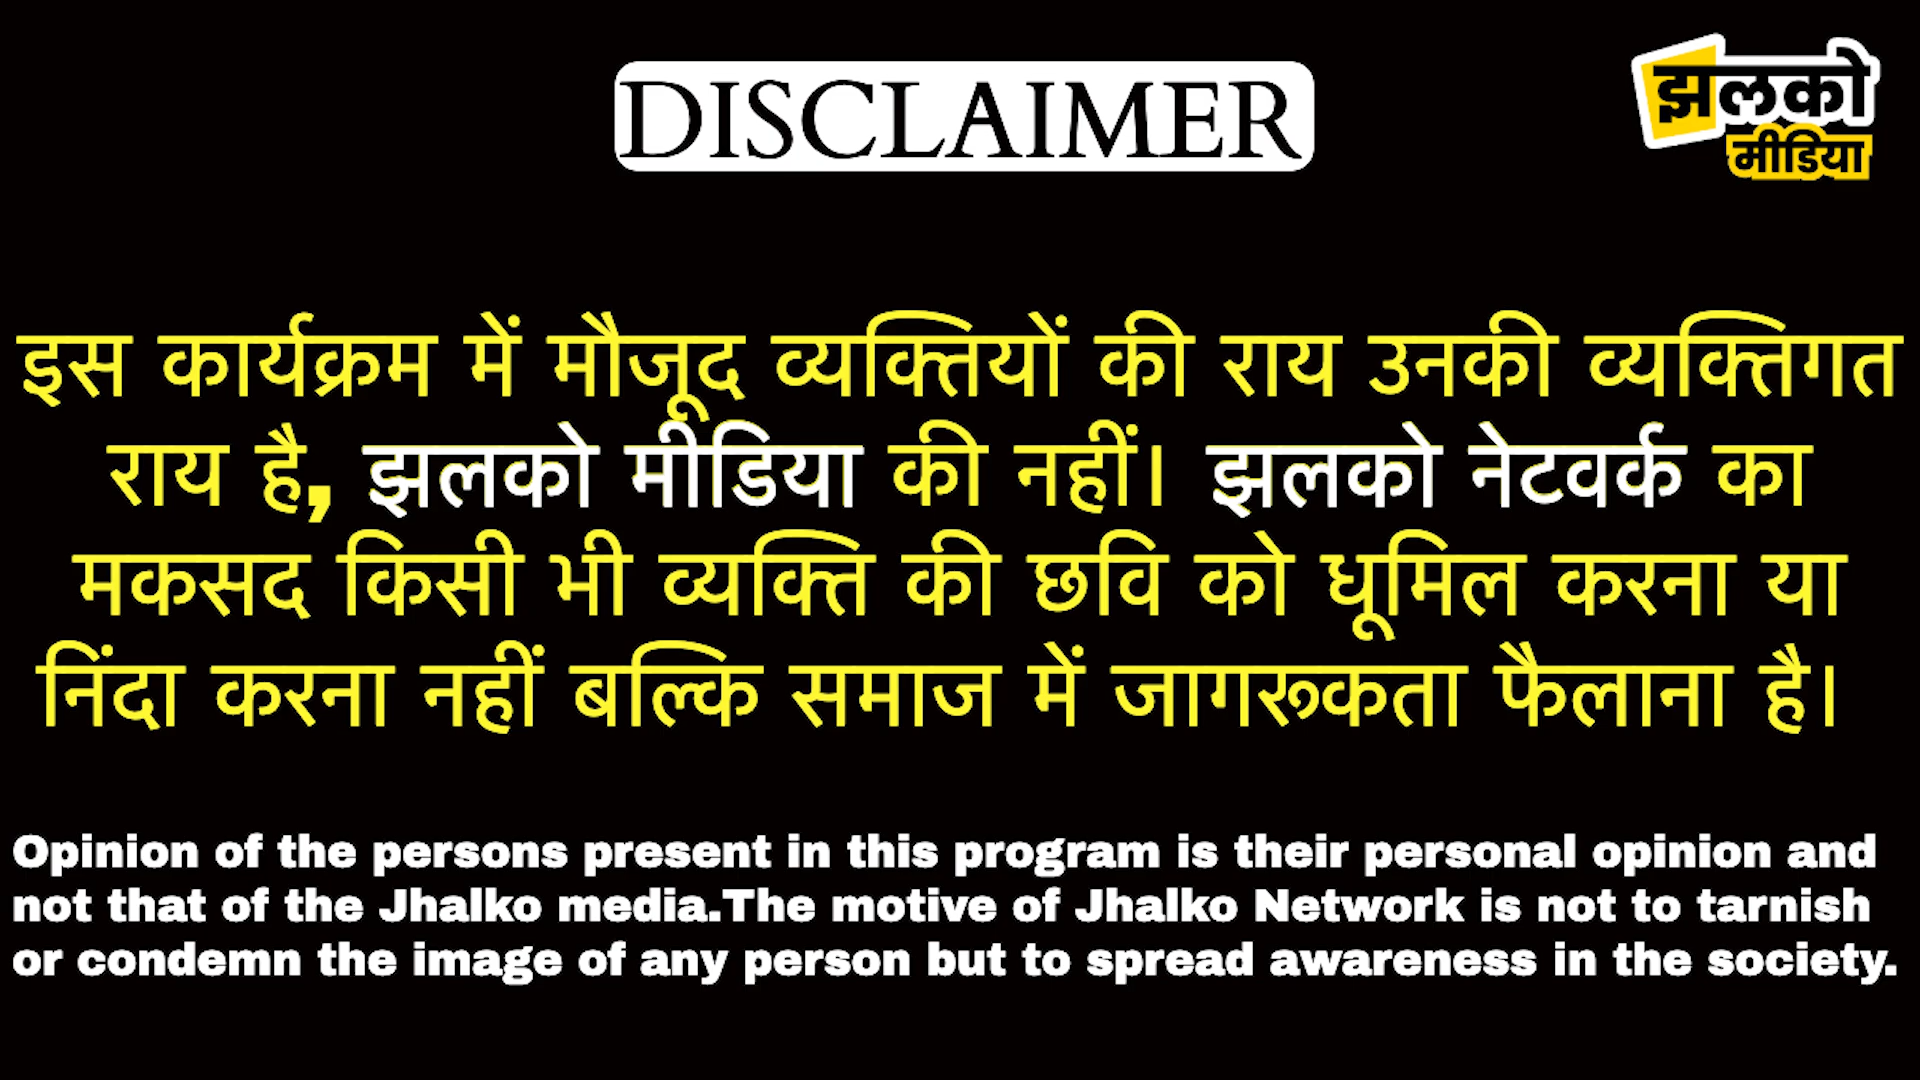 DISCLAIMER
झलको
मीडिया
इस कार्यक्रम में मौजूद व्यक्तियों की राय उनकी व्यक्तिगत
राय है, झलको मीडिया की नहीं। झलको नेटवर्क का
मकसद किसी भी व्यक्ति की छवि को धूमिल करना या
निंदा करना नहीं बल्कि समाज में जागरूकता फैलाना है।
Opinion of the persons present in this program is their personal opinion and
not that of the Jhalko media.The motive of Jhalko Network is not to tarnish
or condemn the image of any person but to spread awareness in the society.